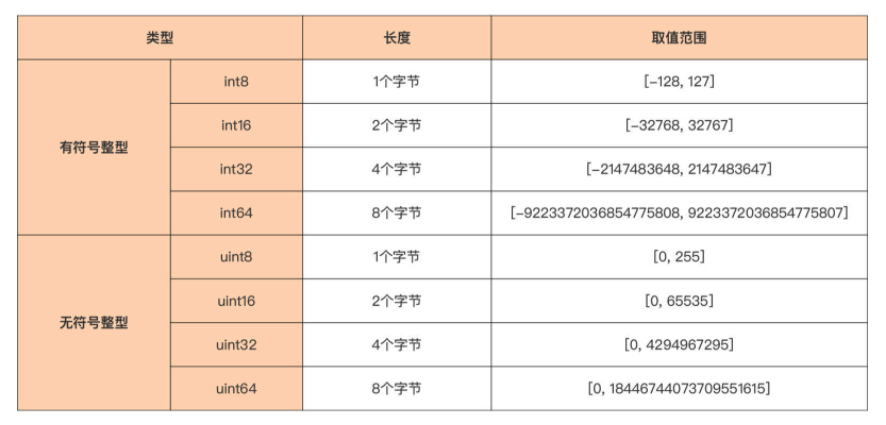 类型 长度 取值范围
有符号整型
int8 1个字节 [-128, 127]
int16 2个字节 [-32768, 32767]
int32 4个字节 [-2147483648, 2147483647]
int64 8个字节 [-9223372036854775808, 9223372036854775807]
无符号整型
uint8 1个字节 [0, 255]
uint16 2个字节 [0, 65535]
uint32 4个字节 [0, 4294967295]
uint64 8个字节 [0, 18446744073709551615]